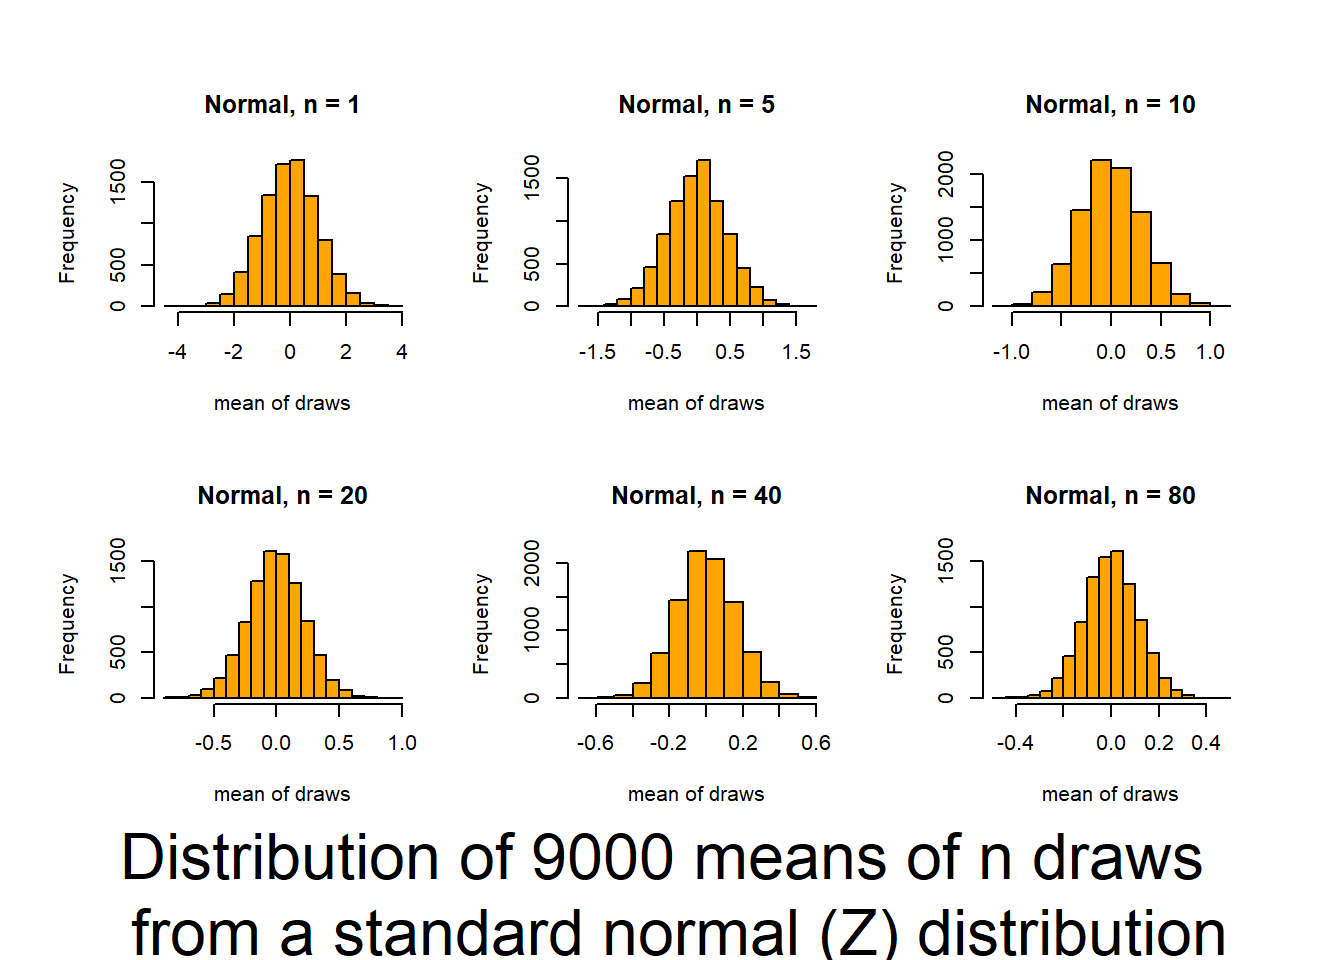 Normal, n = 1
Frequency
0 500 1500
-4 -2 0 2 4
mean of draws
Normal, n = 5
Frequency
0 500 1500
-1.5 -0.5 0.5 1.5
mean of draws
Normal, n = 10
Frequency
0 1000 2000
-1.0 0.0 0.5 1.0
mean of draws
Normal, n = 20
Frequency
0 500 1500
-0.5 0.0 0.5 1.0
mean of draws
Normal, n = 40
Frequency
0 1000 2000
-0.6 -0.2 0.2 0.6
mean of draws
Normal, n = 80
Frequency
0 500 1500
-0.4 0.0 0.2 0.4
mean of draws
Distribution of 9000 means of n draws
from a standard normal (Z) distribution